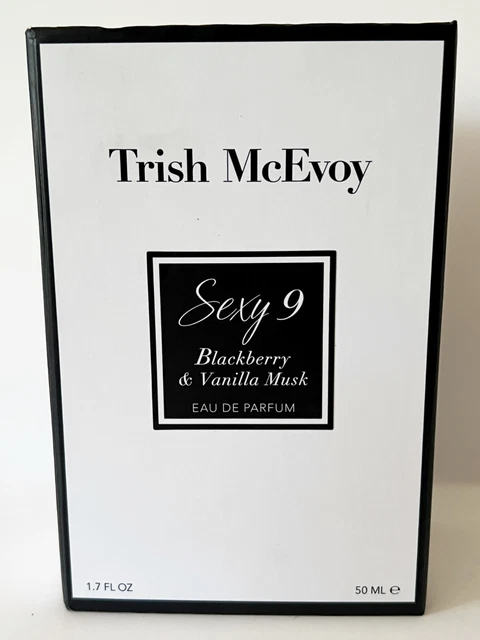 Trish McEvoy
Sexy 9
Blackberry
& Vanilla Musk
EAU DE PARFUM
1.7 FL OZ
50 ML ℮